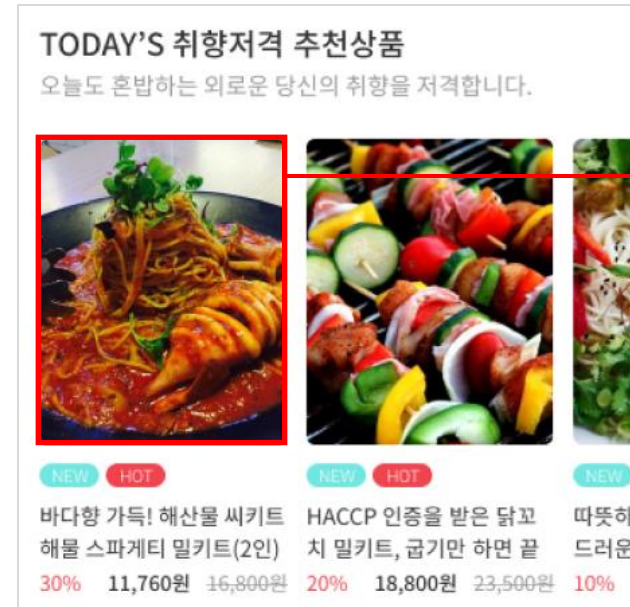 TODAY’S 취향저격 추천상품
오늘도 혼밥하는 외로운 당신의 취향을 저격합니다.
NEW HOT
바다향 가득! 해산물 씨키트
해물 스파게티 밀키트(2인)
30% 11,760원 16,800원
NEW HOT
HACCP 인증을 받은 닭꼬
치 밀키트, 굽기만 하면 끝
20% 18,800원 23,500원
NEW
따뜻하
드러운
10%